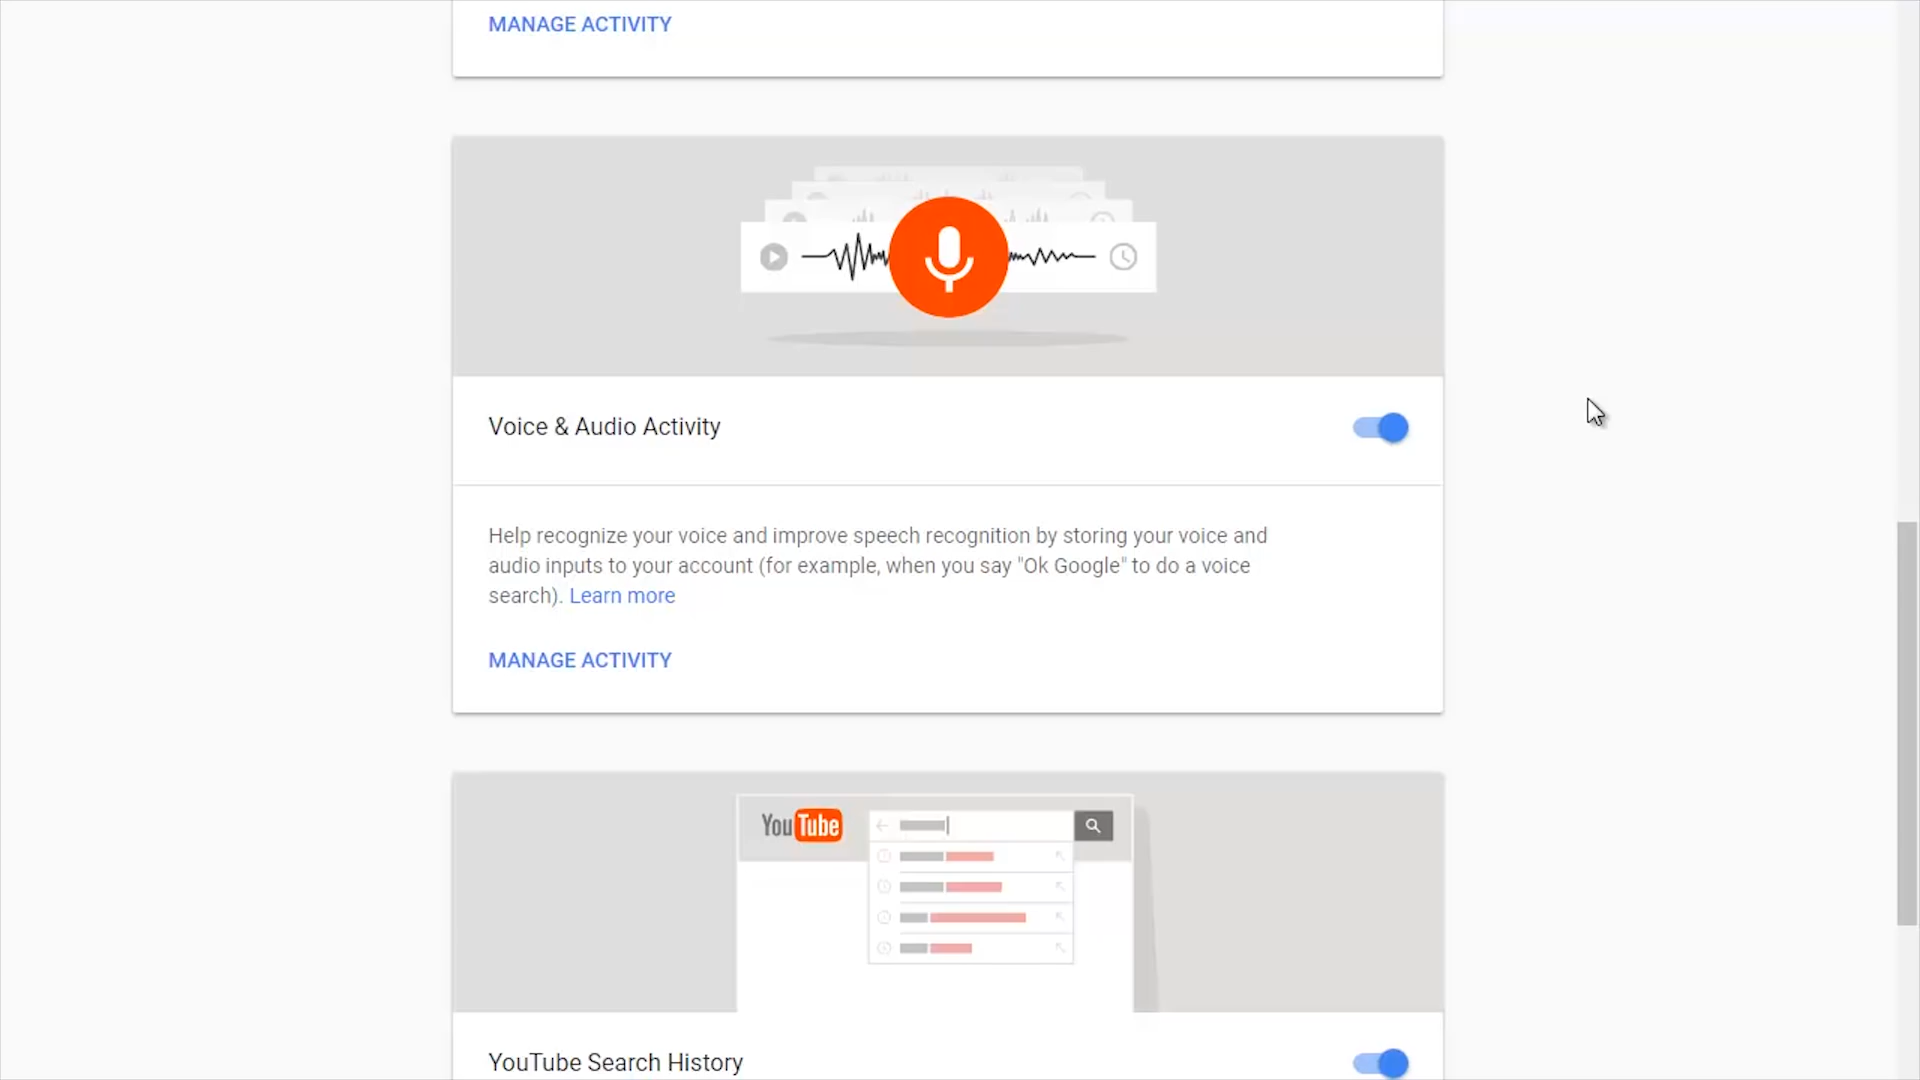 MANAGE ACTIVITY
Voice & Audio Activity
Help recognize your voice and improve speech recognition by storing your voice and
audio inputs to your account (for example, when you say "Ok Google" to do a voice
search). Learn more
MANAGE ACTIVITY
YouTube
YouTube Search History